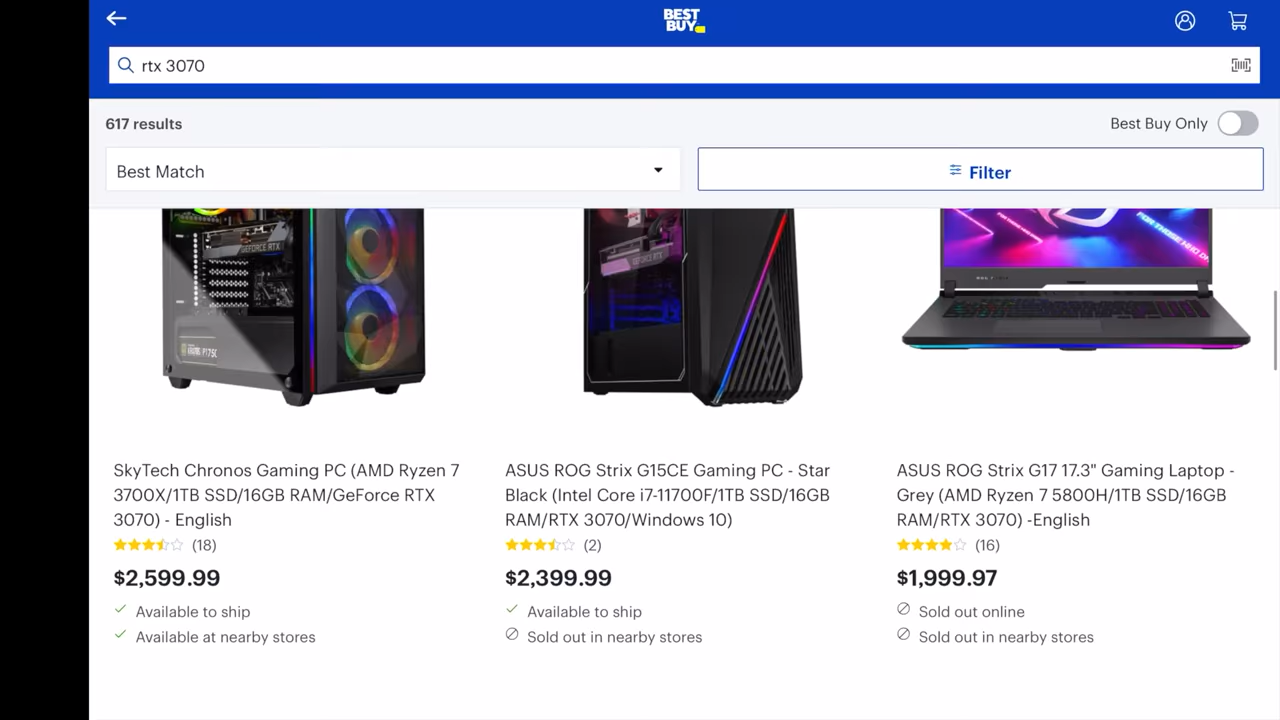 BEST
BUY
rtx 3070
617 results
Best Buy Only
Best Match
Filter
GEFORCE RTX
GEFORCE RTX
SkyTech Chronos Gaming PC (AMD Ryzen 7
3700X/1TB SSD/16GB RAM/GeForce RTX
3070) - English
(18)
$2,599.99
Available to ship
Available at nearby stores
ASUS ROG Strix G15CE Gaming PC - Star
Black (Intel Core i7-11700F/1TB SSD/16GB
RAM/RTX 3070/Windows 10)
(2)
$2,399.99
Available to ship
Sold out in nearby stores
ASUS ROG Strix G17 17.3" Gaming Laptop -
Grey (AMD Ryzen 7 5800H/1TB SSD/16GB
RAM/RTX 3070) -English
(16)
$1,999.97
Sold out online
Sold out in nearby stores